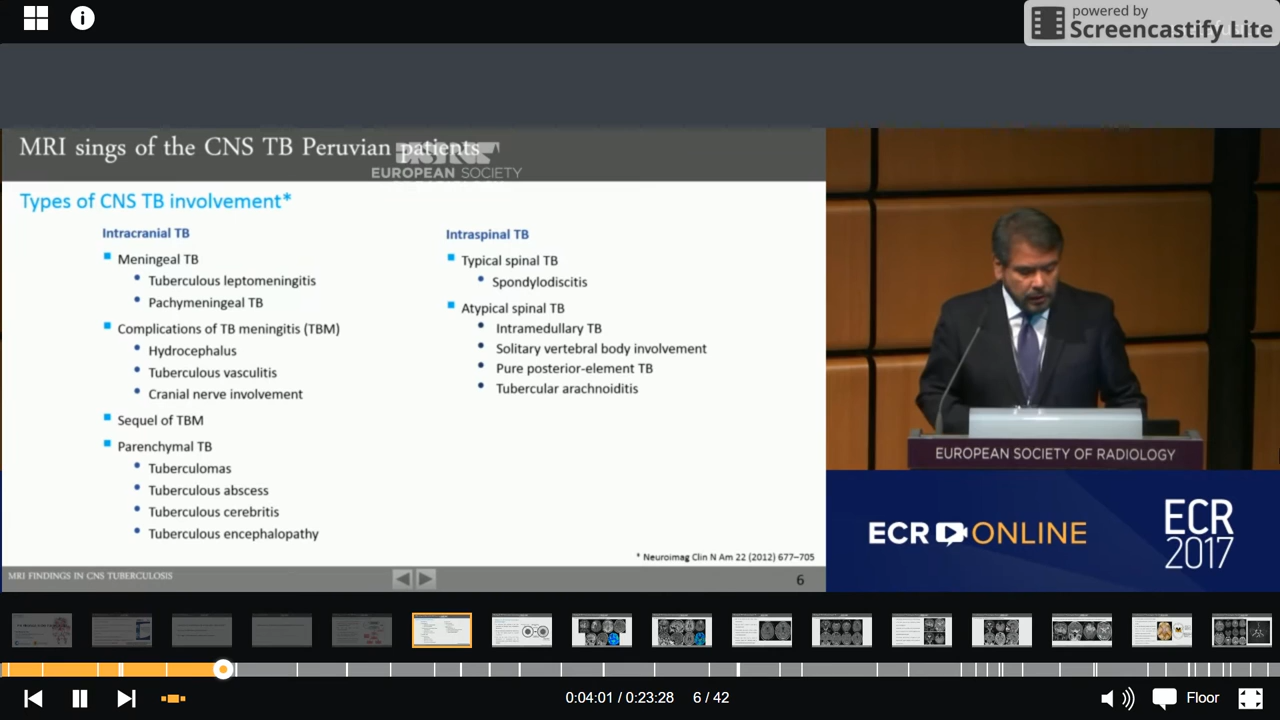 powered by
Screencastify Lite
MRI sings of the CNS TB Peruvian patients
EUROPEAN SOCIETY
Types of CNS TB involvement*
Intracranial TB
Meningeal TB
Tuberculous leptomeningitis
Pachymeningeal TB
Complications of TB meningitis (TBM)
Hydrocephalus
Tuberculous vasculitis
Cranial nerve involvement
Sequel of TBM
Parenchymal TB
Tuberculomas
Tuberculous abscess
Tuberculous cerebritis
Tuberculous encephalopathy
Intraspinal TB
Typical spinal TB
Spondylodiscitis
Atypical spinal TB
Intramedullary TB
Solitary vertebral body involvement
Pure posterior-element TB
Tubercular arachnoiditis
* Neuroimag Clin N Am 22 (2012) 677–705
MRI FINDINGS IN CNS TUBERCULOSIS
6
EUROPEAN SOCIETY OF RADIOLOGY
ECR ONLINE
ECR
2017
0:04:01 / 0:23:28
6 / 42
Floor